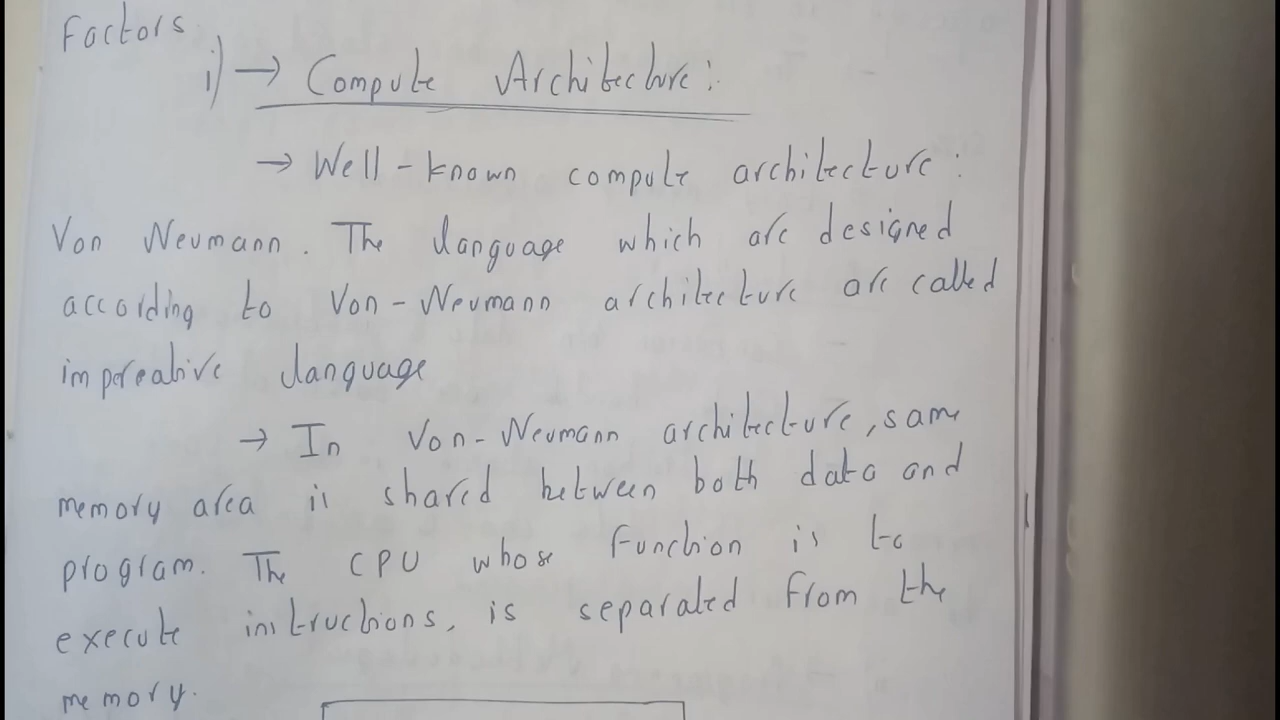 Factors
i) → Compute Architecture:
→ Well-known compute architecture:
Von Neumann. The language which are designed
according to Von-Neumann architecture are called
impreative language
→ In Von-Neumann architecture, same
memory area is shared between both data and
program. The CPU whose function is to
execute instructions, is separated from the
memory.